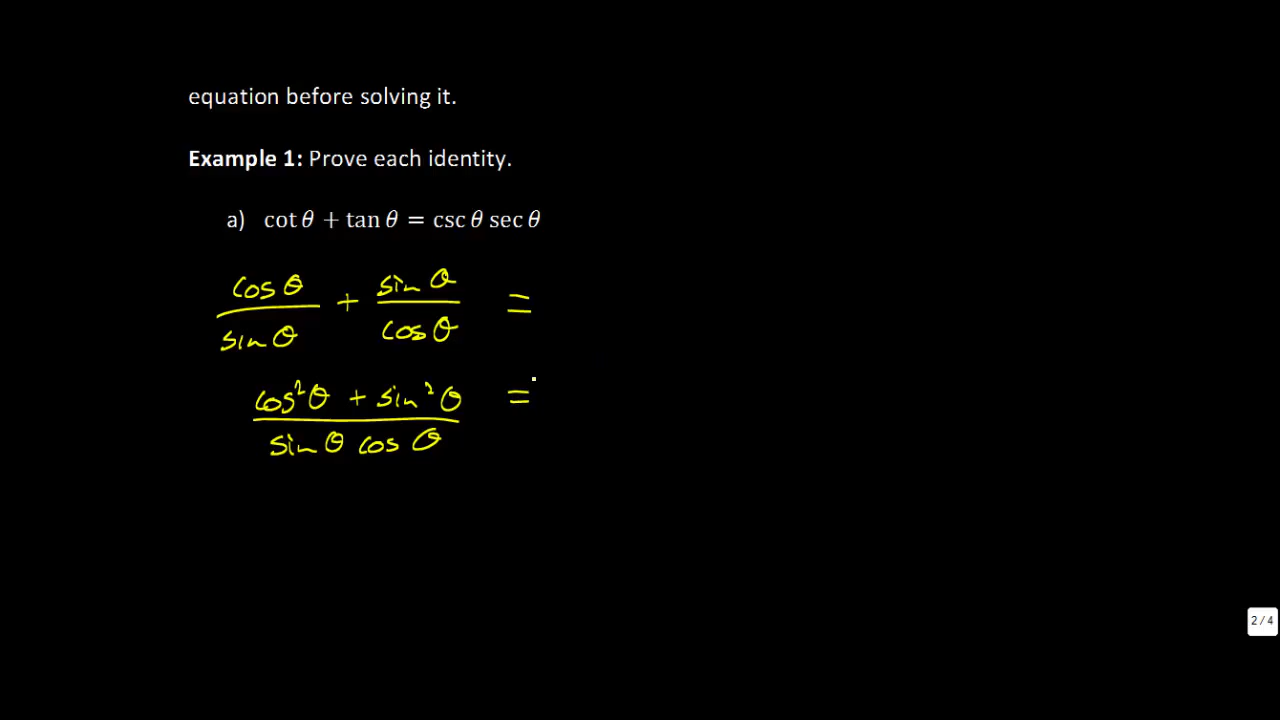 equation before solving it.
Example 1: Prove each identity.
a) cot θ + tan θ = csc θ sec θ
cos θ / sin θ + sin θ / cos θ =
cos²θ + sin²θ / sin θ cos θ =
2 / 4